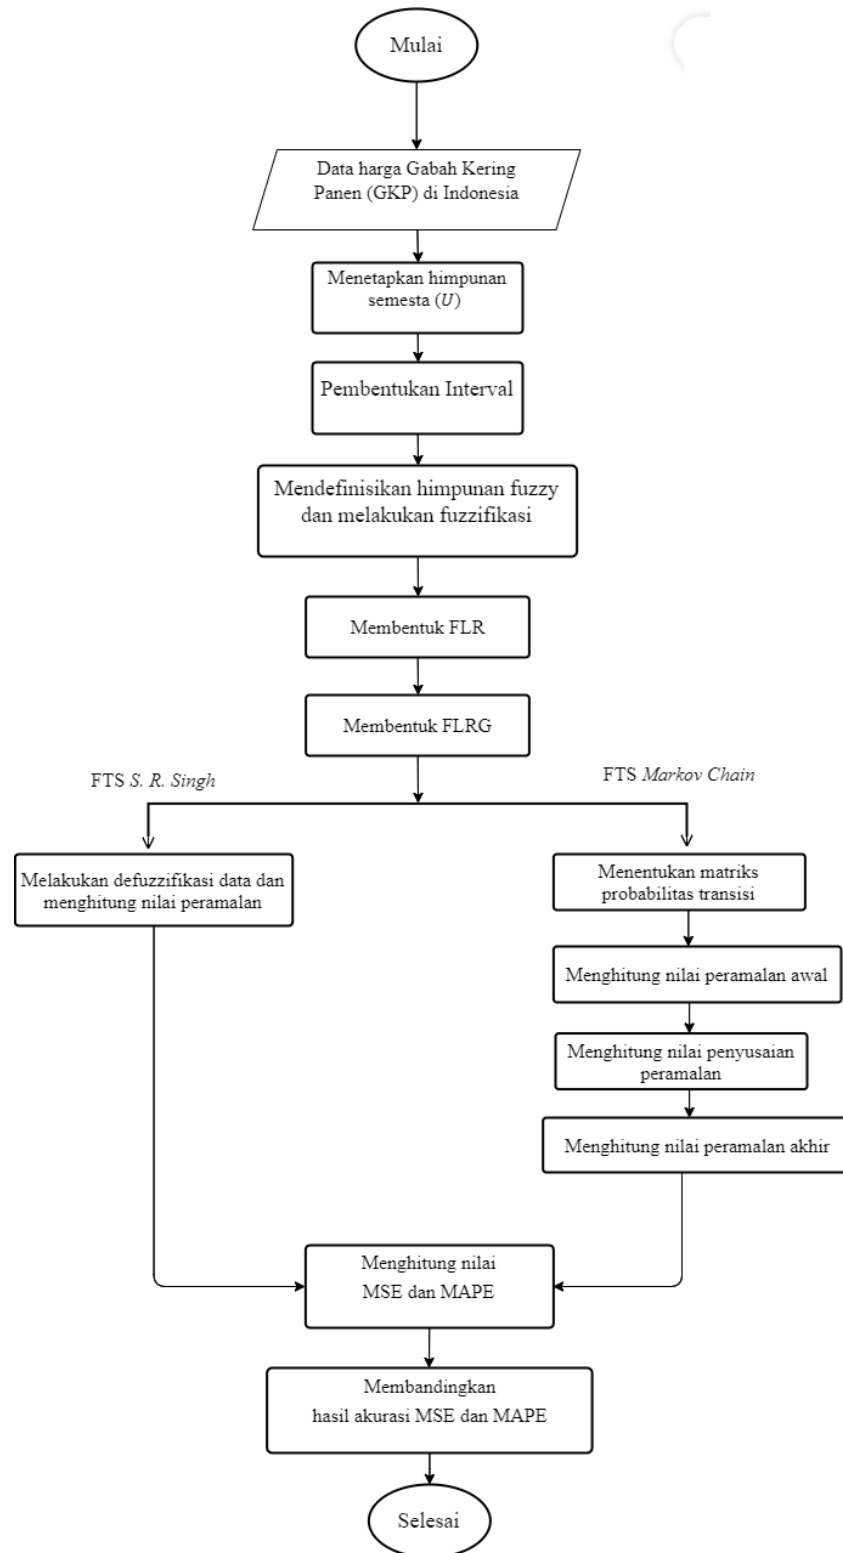 Mulai
Data harga Gabah Kering
Panen (GKP) di Indonesia
Menetapkan himpunan
semesta (U)
Pembentukan Interval
Mendefinisikan himpunan fuzzy
dan melakukan fuzzifikasi
Membentuk FLR
Membentuk FLRG
FTS S. R. Singh
FTS Markov Chain
Melakukan defuzzifikasi data dan
menghitung nilai peramalan
Menentukan matriks
probabilitas transisi
Menghitung nilai peramalan awal
Menghitung nilai penyusaian
peramalan
Menghitung nilai peramalan akhir
Menghitung nilai
MSE dan MAPE
Membandingkan
hasil akurasi MSE dan MAPE
Selesai